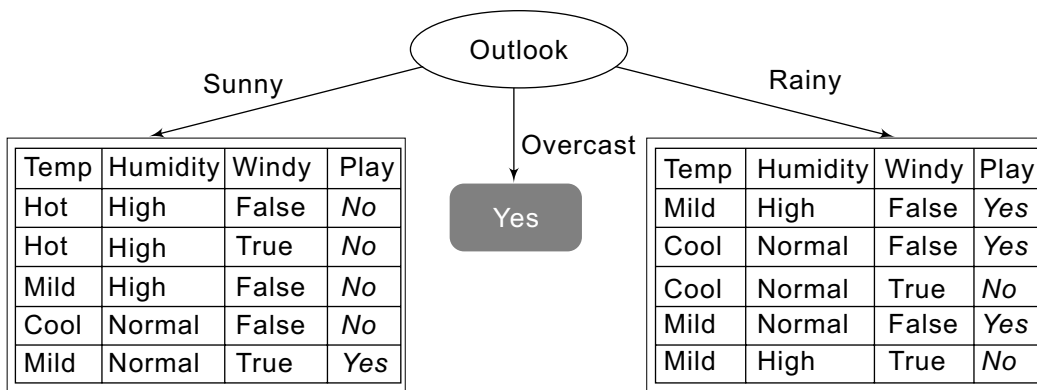 Outlook
Sunny
Rainy
Overcast
Yes
Temp Humidity Windy Play
Hot High False No
Hot High True No
Mild High False No
Cool Normal False No
Mild Normal True Yes
Temp Humidity Windy Play
Mild High False Yes
Cool Normal False Yes
Cool Normal True No
Mild Normal False Yes
Mild High True No